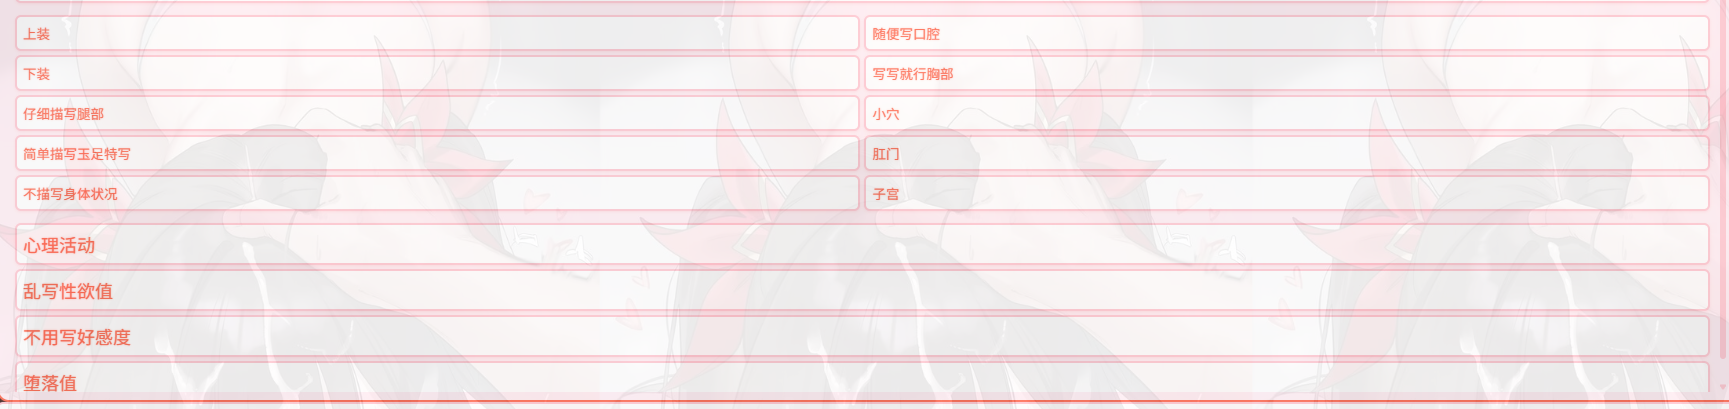 上装
随便写口腔
下装
写写就行胸部
仔细描写腿部
小穴
简单描写玉足特写
肛门
不描写身体状况
子宫
心理活动
乱写性欲值
不用写好感度
堕落值